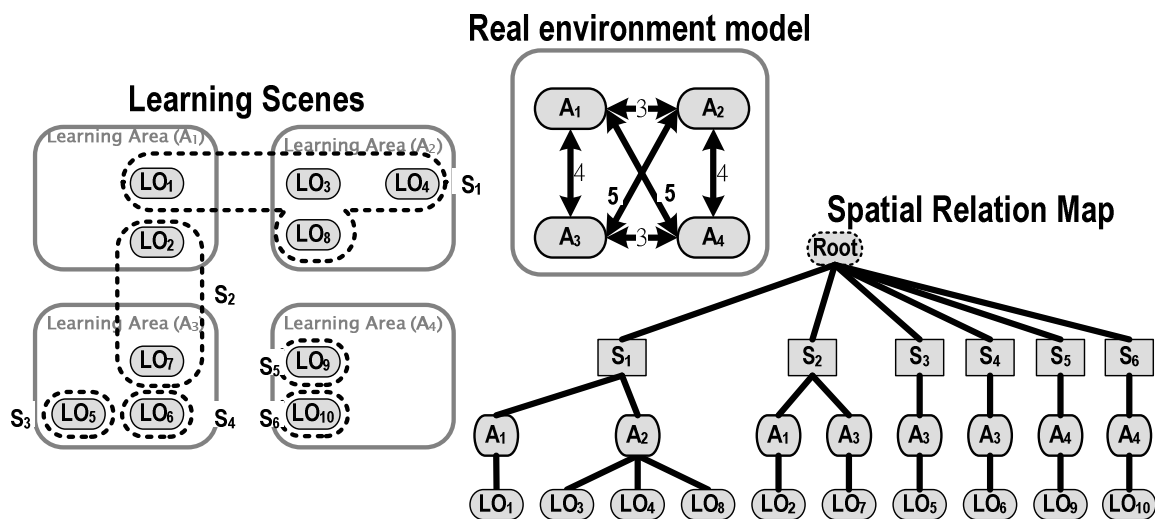 Real environment model
Learning Scenes
Learning Area (A₁)
LO₁
LO₂
Learning Area (A₂)
LO₃
LO₄
LO₈
S₁
S₂
Learning Area (A₃)
LO₇
LO₅
LO₆
S₃
S₄
Learning Area (A₄)
LO₉
LO₁₀
S₅
S₆
A₁
3
A₂
4
4
5
5
A₃
3
A₄
Spatial Relation Map
Root
S₁
S₂
S₃
S₄
S₅
S₆
A₁
A₂
A₁
A₃
A₃
A₃
A₄
A₄
LO₁
LO₃
LO₄
LO₈
LO₂
LO₇
LO₅
LO₆
LO₉
LO₁₀